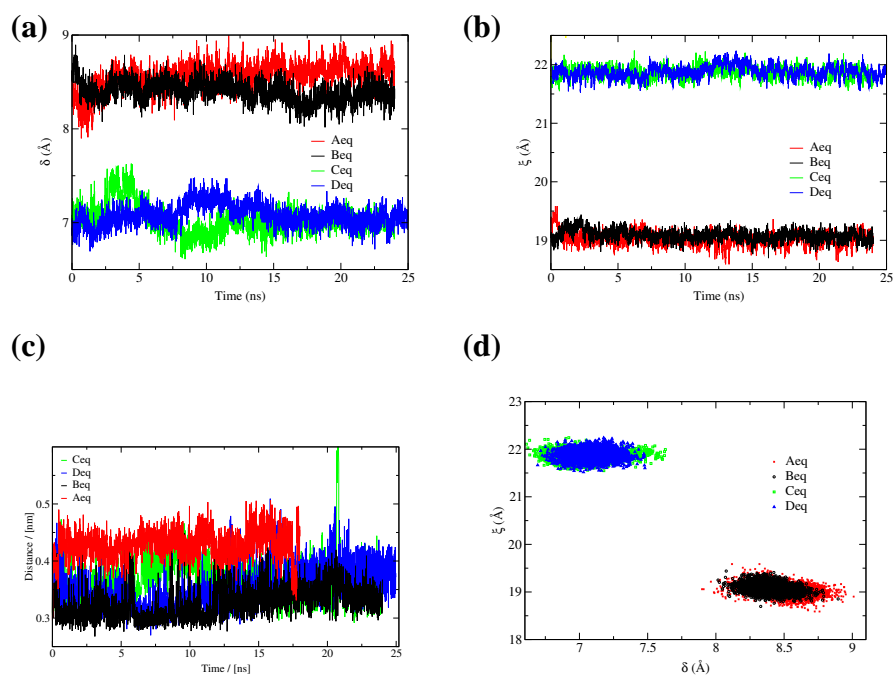 (a)
9
8
7
δ (Å)
0 5 10 15 20 25
Time (ns)
Aeq
Beq
Ceq
Deq
(b)
22
21
20
19
ξ (Å)
0 5 10 15 20 25
Time (ns)
Aeq
Beq
Ceq
Deq
(c)
0.5
0.4
0.3
Distance / [nm]
0 5 10 15 20 25
Time / [ns]
Ceq
Deq
Beq
Aeq
(d)
23
22
21
20
19
18
ξ (Å)
7 7.5 8 8.5 9
δ (Å)
Aeq
Beq
Ceq
Deq